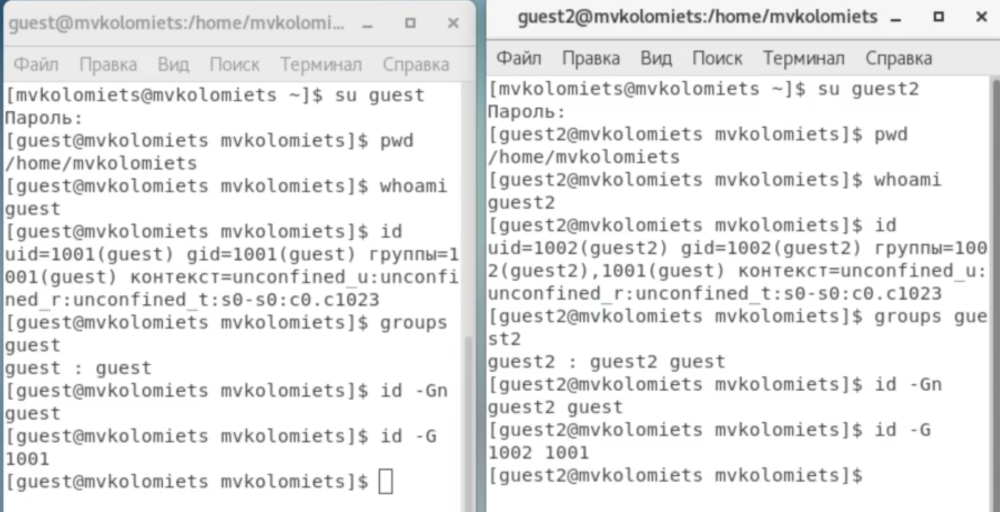 guest@mvkolomiets:/home/mvkolomi...
Файл Правка Вид Поиск Терминал Справка
[mvkolomiets@mvkolomiets ~]$ su guest
Пароль:
[guest@mvkolomiets mvkolomiets]$ pwd
/home/mvkolomiets
[guest@mvkolomiets mvkolomiets]$ whoami
guest
[guest@mvkolomiets mvkolomiets]$ id
uid=1001(guest) gid=1001(guest) группы=1
001(guest) контекст=unconfined_u:unconfi
ned_r:unconfined_t:s0-s0:c0.c1023
[guest@mvkolomiets mvkolomiets]$ groups
guest
guest : guest
[guest@mvkolomiets mvkolomiets]$ id -Gn
guest
[guest@mvkolomiets mvkolomiets]$ id -G
1001
[guest@mvkolomiets mvkolomiets]$
guest2@mvkolomiets:/home/mvkolomiets
Файл Правка Вид Поиск Терминал Справка
[mvkolomiets@mvkolomiets ~]$ su guest2
Пароль:
[guest2@mvkolomiets mvkolomiets]$ pwd
/home/mvkolomiets
[guest2@mvkolomiets mvkolomiets]$ whoami
guest2
[guest2@mvkolomiets mvkolomiets]$ id
uid=1002(guest2) gid=1002(guest2) группы=100
2(guest2),1001(guest) контекст=unconfined_u:
unconfined_r:unconfined_t:s0-s0:c0.c1023
[guest2@mvkolomiets mvkolomiets]$ groups gue
st2
guest2 : guest2 guest
[guest2@mvkolomiets mvkolomiets]$ id -Gn
guest2 guest
[guest2@mvkolomiets mvkolomiets]$ id -G
1002 1001
[guest2@mvkolomiets mvkolomiets]$